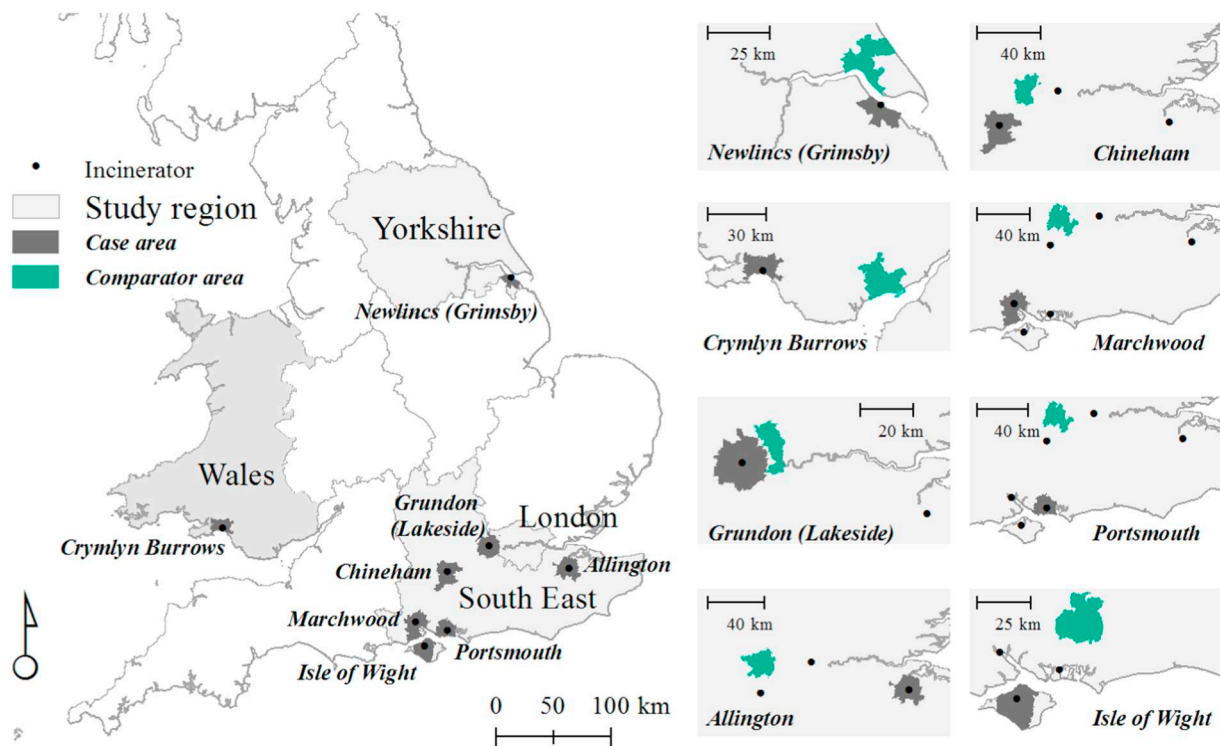 Incinerator
Study region
Case area
Comparator area
Yorkshire
Newlincs (Grimsby)
Wales
Crymlyn Burrows
Grundon
(Lakeside)
London
Chineham
Allington
South East
Marchwood
Portsmouth
Isle of Wight
0 50 100 km
25 km
Newlincs (Grimsby)
40 km
Chineham
30 km
Crymlyn Burrows
40 km
Marchwood
20 km
Grundon (Lakeside)
40 km
Portsmouth
40 km
Allington
25 km
Isle of Wight